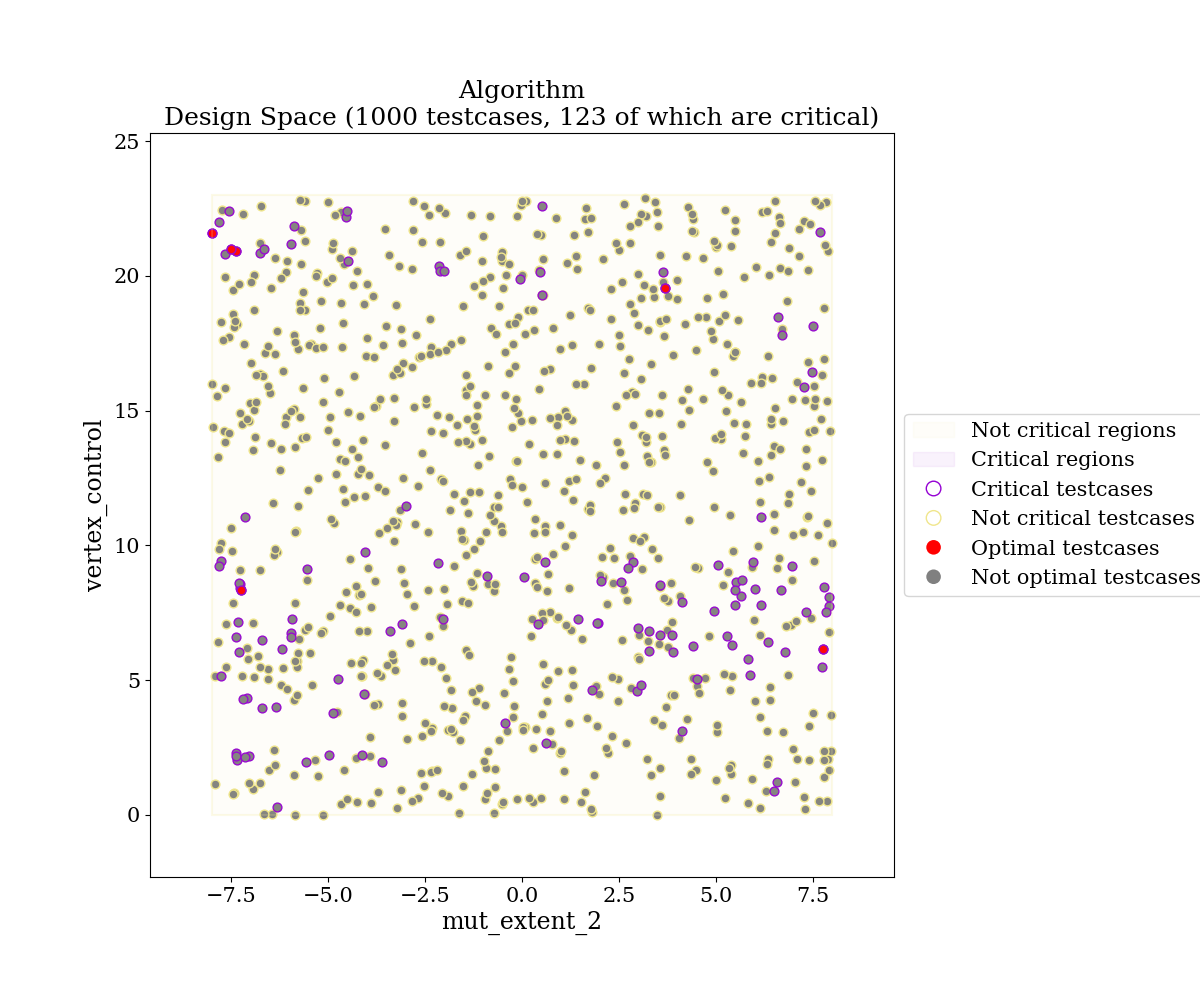 Algorithm
Design Space (1000 testcases, 123 of which are critical)
25
20
15
10
5
0
vertex_control
−7.5
−5.0
−2.5
0.0
2.5
5.0
7.5
mut_extent_2
Not critical regions
Critical regions
Critical testcases
Not critical testcases
Optimal testcases
Not optimal testcases